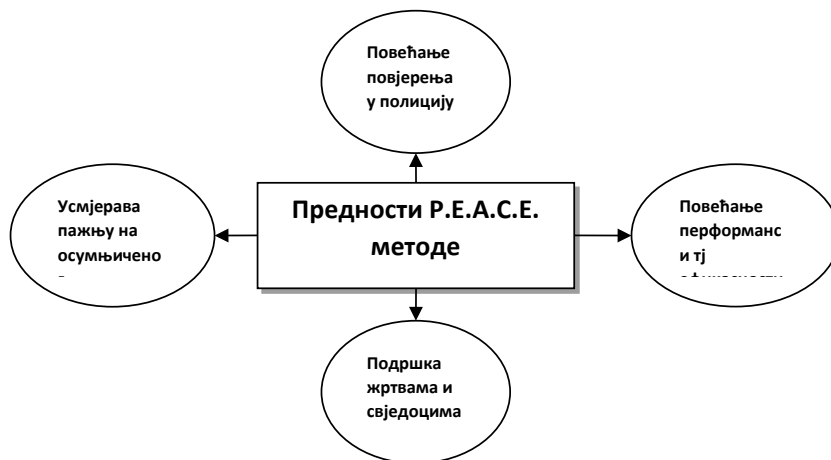 Повећање
повјерења
у полицију
Усмјерава
пажњу на
осумњичено
Предности P.E.A.C.E.
методе
Повећање
перформанс
и тј
Подршка
жртвама и
свједоцима